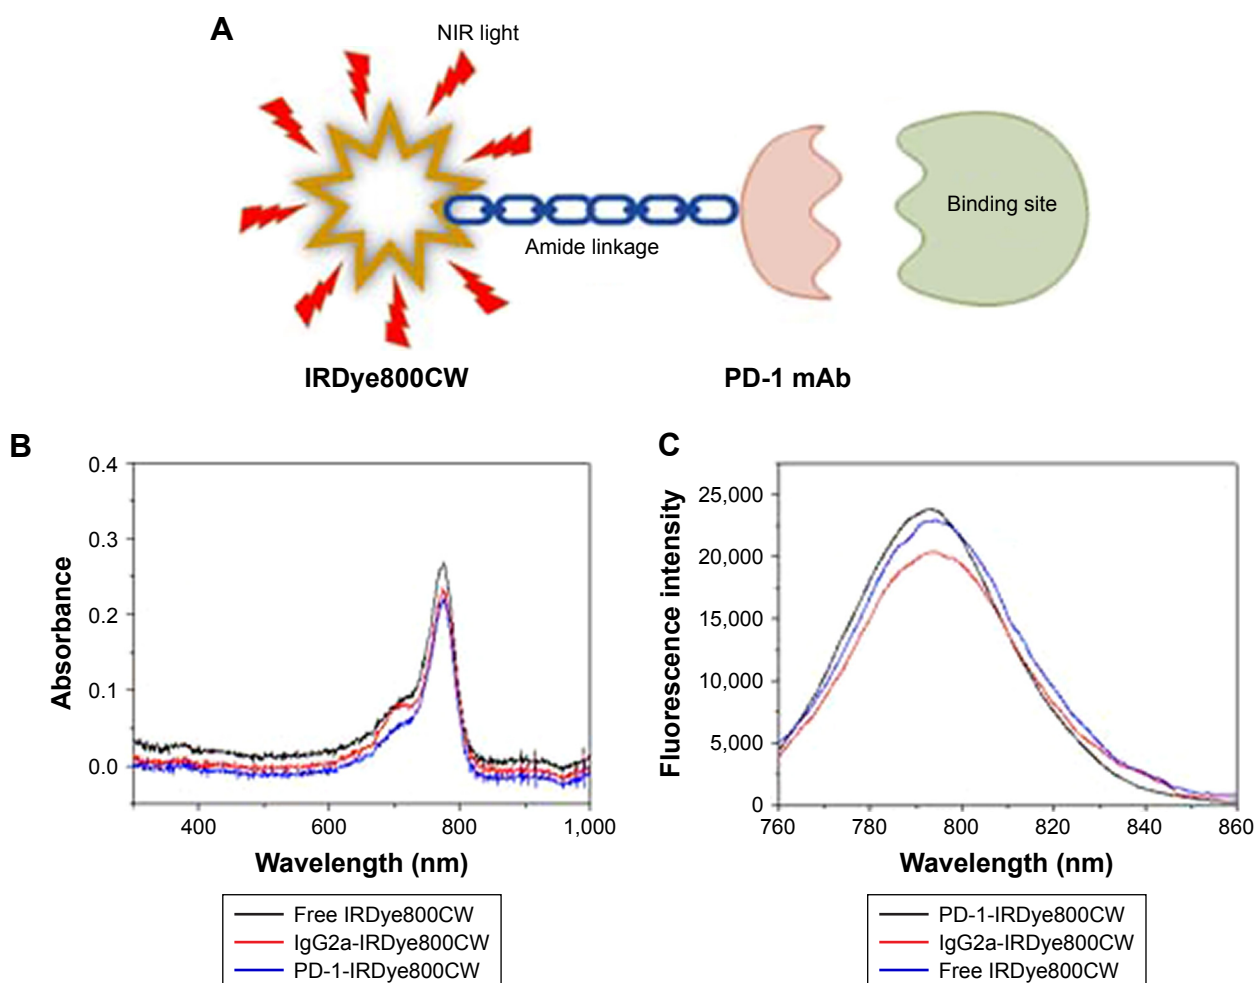 A
NIR light
Binding site
Amide linkage
IRDye800CW
PD-1 mAb
B
Absorbance
0.4
0.3
0.2
0.1
0.0
400
600
800
1,000
Wavelength (nm)
Free IRDye800CW
IgG2a-IRDye800CW
PD-1-IRDye800CW
C
Fluorescence intensity
25,000
20,000
15,000
10,000
5,000
0
760
780
800
820
840
860
Wavelength (nm)
PD-1-IRDye800CW
IgG2a-IRDye800CW
Free IRDye800CW